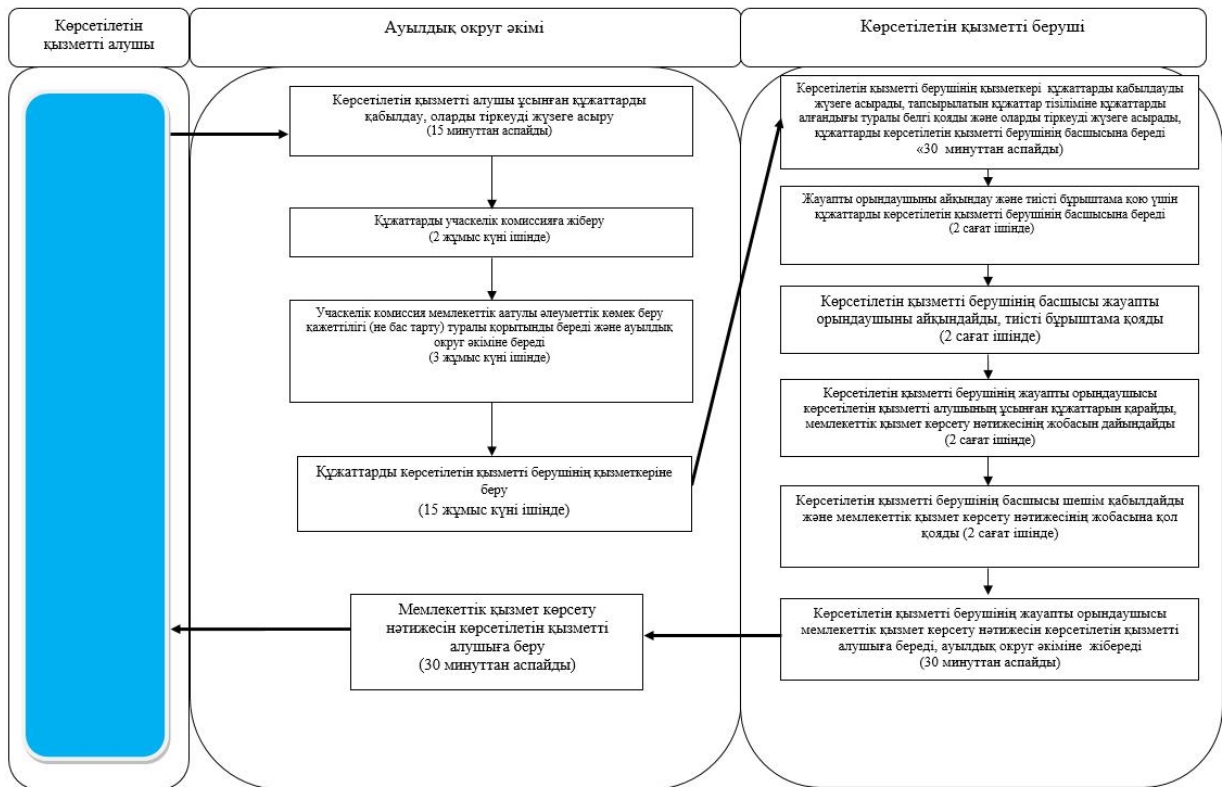 Көрсетілетін
қызметті алушы
Ауылдық округ әкімі
Көрсетілетін қызметті беруші
Көрсетілетін қызметті алушы ұсынған құжаттарды
қабылдау, оларды тіркеуді жүзеге асыру
(15 минуттан аспайды)
Құжаттарды учаскелік комиссияға жіберу
(2 жұмыс күні ішінде)
Учаскелік комиссия мемлекеттік аатулы әлеуметтік көмек беру
қажеттілігі (не бас тарту) туралы қорытынды береді және ауылдық
округ әкіміне береді
(3 жұмыс күні ішінде)
Құжаттарды көрсетілетін қызметті берушінің қызметкеріне
беру
(15 жұмыс күні ішінде)
Көрсетілетін қызметті берушінің қызметкері құжаттарды қабылдауды
жүзеге асырады, тапсырылатын құжаттар тізіліміне құжаттарды
алғандығы туралы белгі қояды және оларды тіркеуді жүзеге асырады,
құжаттарды көрсетілетін қызметті берушінің басшысына береді
«30 минуттан аспайды)
Жауапты орындаушыны айқындау және тиісті бұрыштама қою үшін
құжаттарды көрсетілетін қызметті берушінің басшысына береді
(2 сағат ішінде)
Көрсетілетін қызметті берушінің басшысы жауапты
орындаушыны айқындайды, тиісті бұрыштама қояды
(2 сағат ішінде)
Көрсетілетін қызметті берушінің жауапты орындаушысы
көрсетілетін қызметті алушының ұсынған құжаттарын қарайды,
мемлекеттік қызмет көрсету нәтижесінің жобасын дайындайды
(2 сағат ішінде)
Көрсетілетін қызметті берушінің басшысы шешім қабылдайды
және мемлекеттік қызмет көрсету нәтижесінің жобасына қол
қояды (2 сағат ішінде)
Көрсетілетін қызметті берушінің жауапты орындаушысы
мемлекеттік қызмет көрсету нәтижесін көрсетілетін қызметті
алушыға береді, ауылдық округ әкіміне жібереді
(30 минуттан аспайды)
Мемлекеттік қызмет көрсету
нәтижесін көрсетілетін қызметті
алушыға беру
(30 минуттан аспайды)